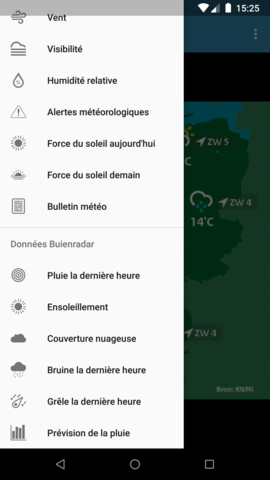 15:25
Vent
Visibilité
Humidité relative
Alertes météorologiques
Force du soleil aujourd'hui
Force du soleil demain
Bulletin météo
Données Buienradar
Pluie la dernière heure
Ensoleillement
Couverture nuageuse
Bruine la dernière heure
Grêle la dernière heure
Prévision de la pluie
ZW 5
C
ZW 4
14°C
ZW 4
Bron: KNMI